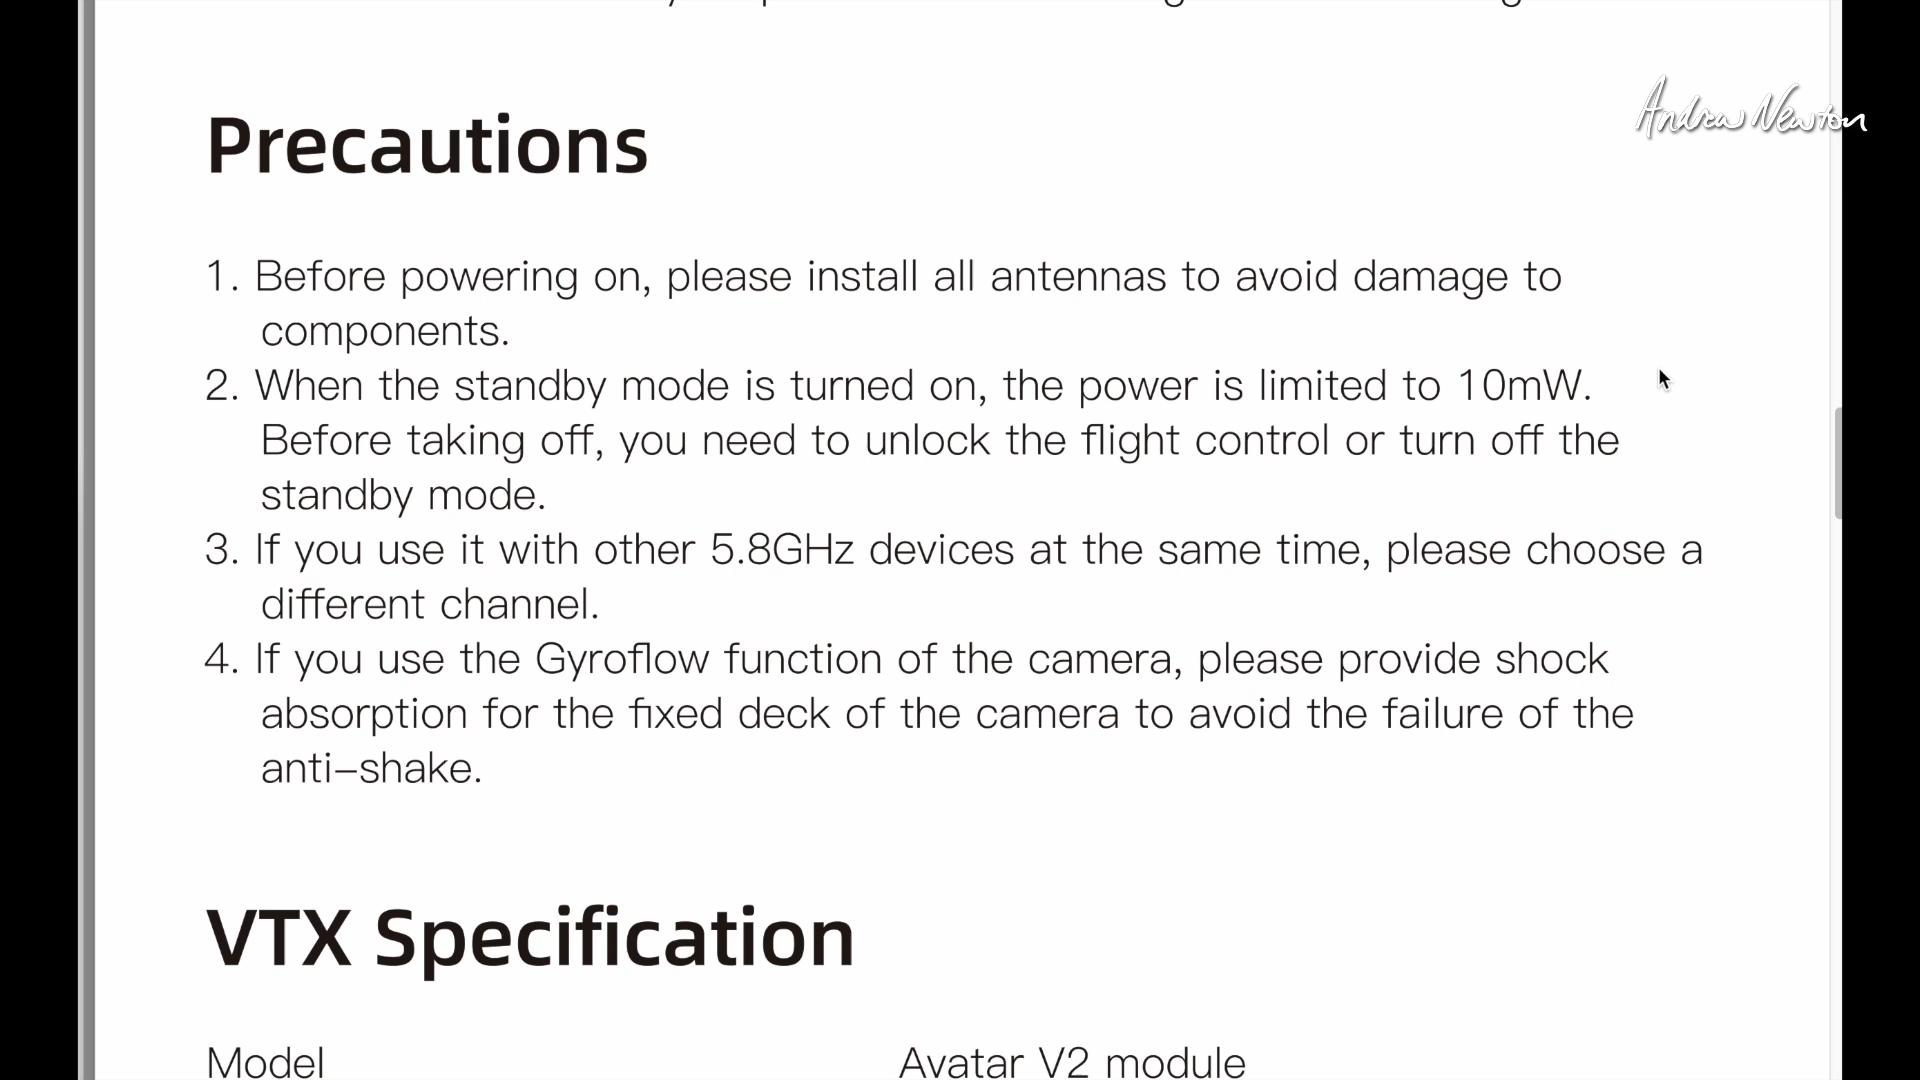 Andrew Newton
Precautions
1. Before powering on, please install all antennas to avoid damage to
components.
2. When the standby mode is turned on, the power is limited to 10mW.
Before taking off, you need to unlock the flight control or turn off the
standby mode.
3. If you use it with other 5.8GHz devices at the same time, please choose a
different channel.
4. If you use the Gyroflow function of the camera, please provide shock
absorption for the fixed deck of the camera to avoid the failure of the
anti–shake.
VTX Specification
Model Avatar V2 module